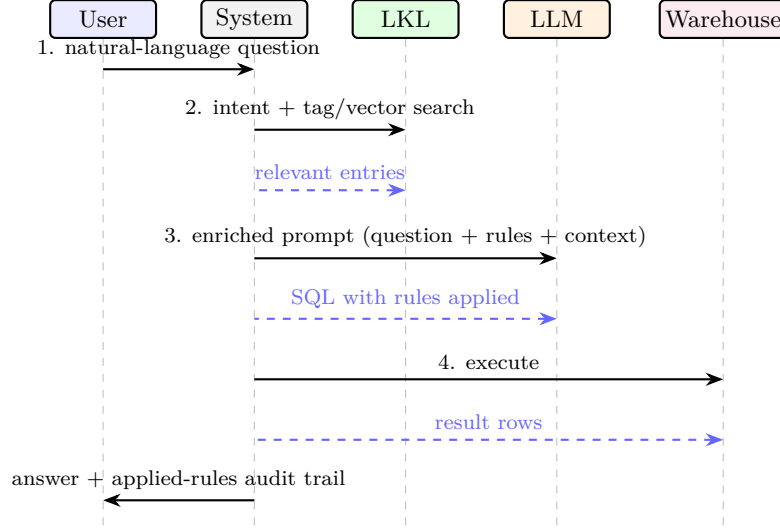 User
System
LKL
LLM
Warehouse
1. natural-language question
2. intent + tag/vector search
relevant entries
3. enriched prompt (question + rules + context)
SQL with rules applied
4. execute
result rows
answer + applied-rules audit trail